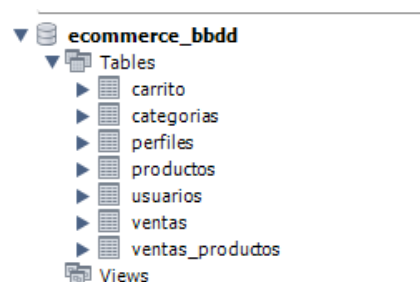 ecommerce_bbdd
Tables
carrito
categorias
perfiles
productos
usuarios
ventas
ventas_productos
Views